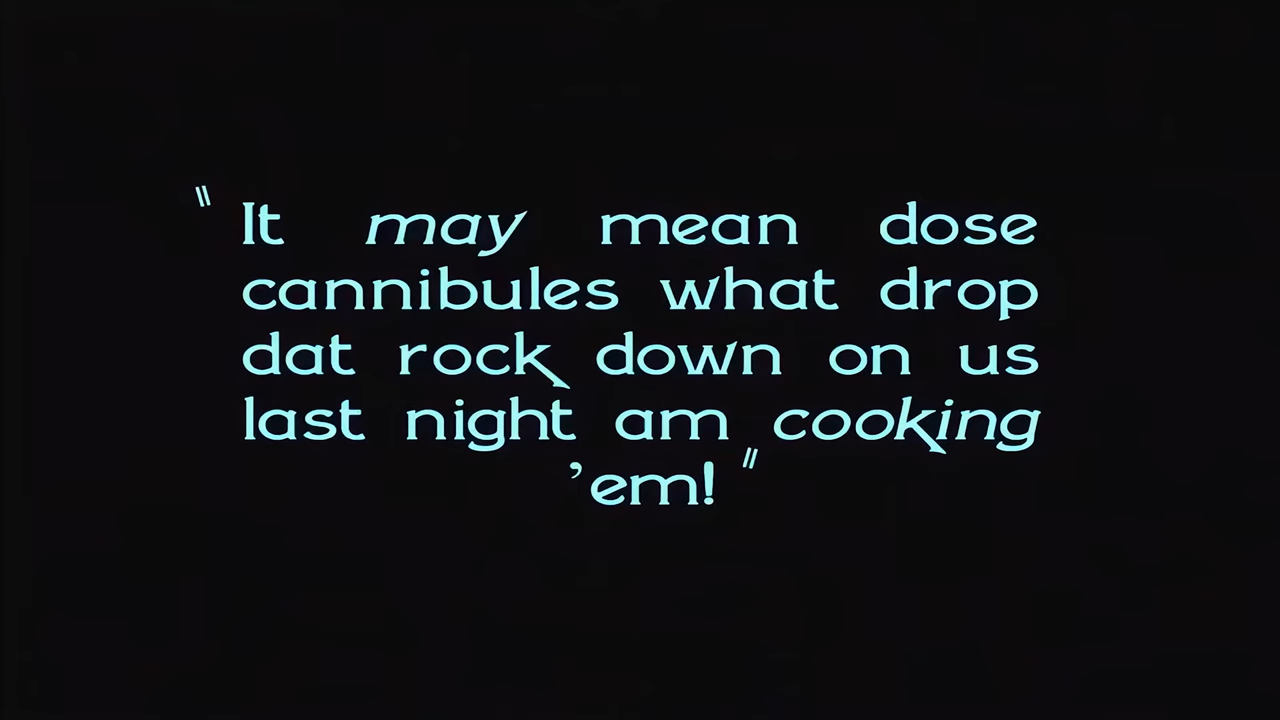 "It may mean dose
cannibules what drop
dat rock down on us
last night am cooking
'em!"